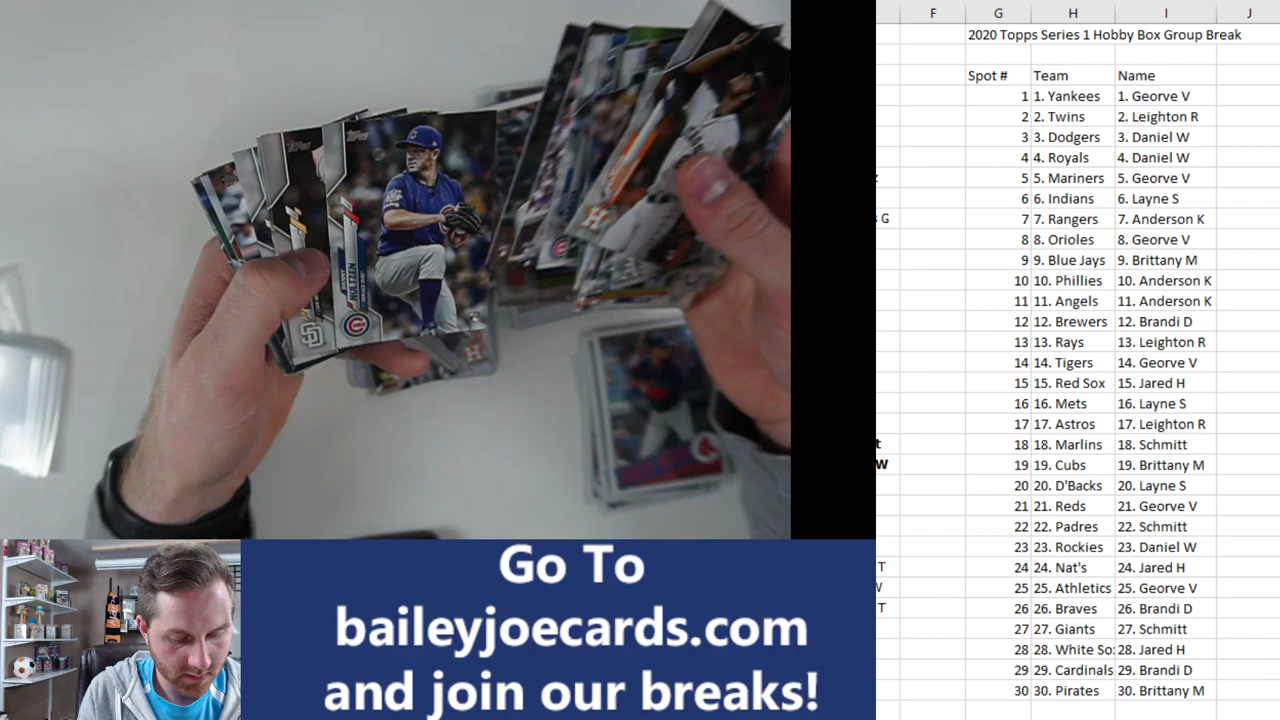 F G H I J
2020 Topps Series 1 Hobby Box Group Break
Spot # Team Name
1 1. Yankees 1. Georve V
2 2. Twins 2. Leighton R
3 3. Dodgers 3. Daniel W
4 4. Royals 4. Daniel W
5 5. Mariners 5. Georve V
6 6. Indians 6. Layne S
G 7 7. Rangers 7. Anderson K
8 8. Orioles 8. Georve V
9 9. Blue Jays 9. Brittany M
10 10. Phillies 10. Anderson K
11 11. Angels 11. Anderson K
12 12. Brewers 12. Brandi D
13 13. Rays 13. Leighton R
14 14. Tigers 14. Georve V
15 15. Red Sox 15. Jared H
16 16. Mets 16. Layne S
17 17. Astros 17. Leighton R
t 18 18. Marlins 18. Schmitt
W 19 19. Cubs 19. Brittany M
20 20. D'Backs 20. Layne S
21 21. Reds 21. Georve V
22 22. Padres 22. Schmitt
23 23. Rockies 23. Daniel W
T 24 24. Nat's 24. Jared H
25 25. Athletics 25. Georve V
T 26 26. Braves 26. Brandi D
27 27. Giants 27. Schmitt
28 28. White So 28. Jared H
29 29. Cardinals 29. Brandi D
30 30. Pirates 30. Brittany M
Topps
DANNY
HULTZEN
Go To
baileyjoecards.com
and join our breaks!